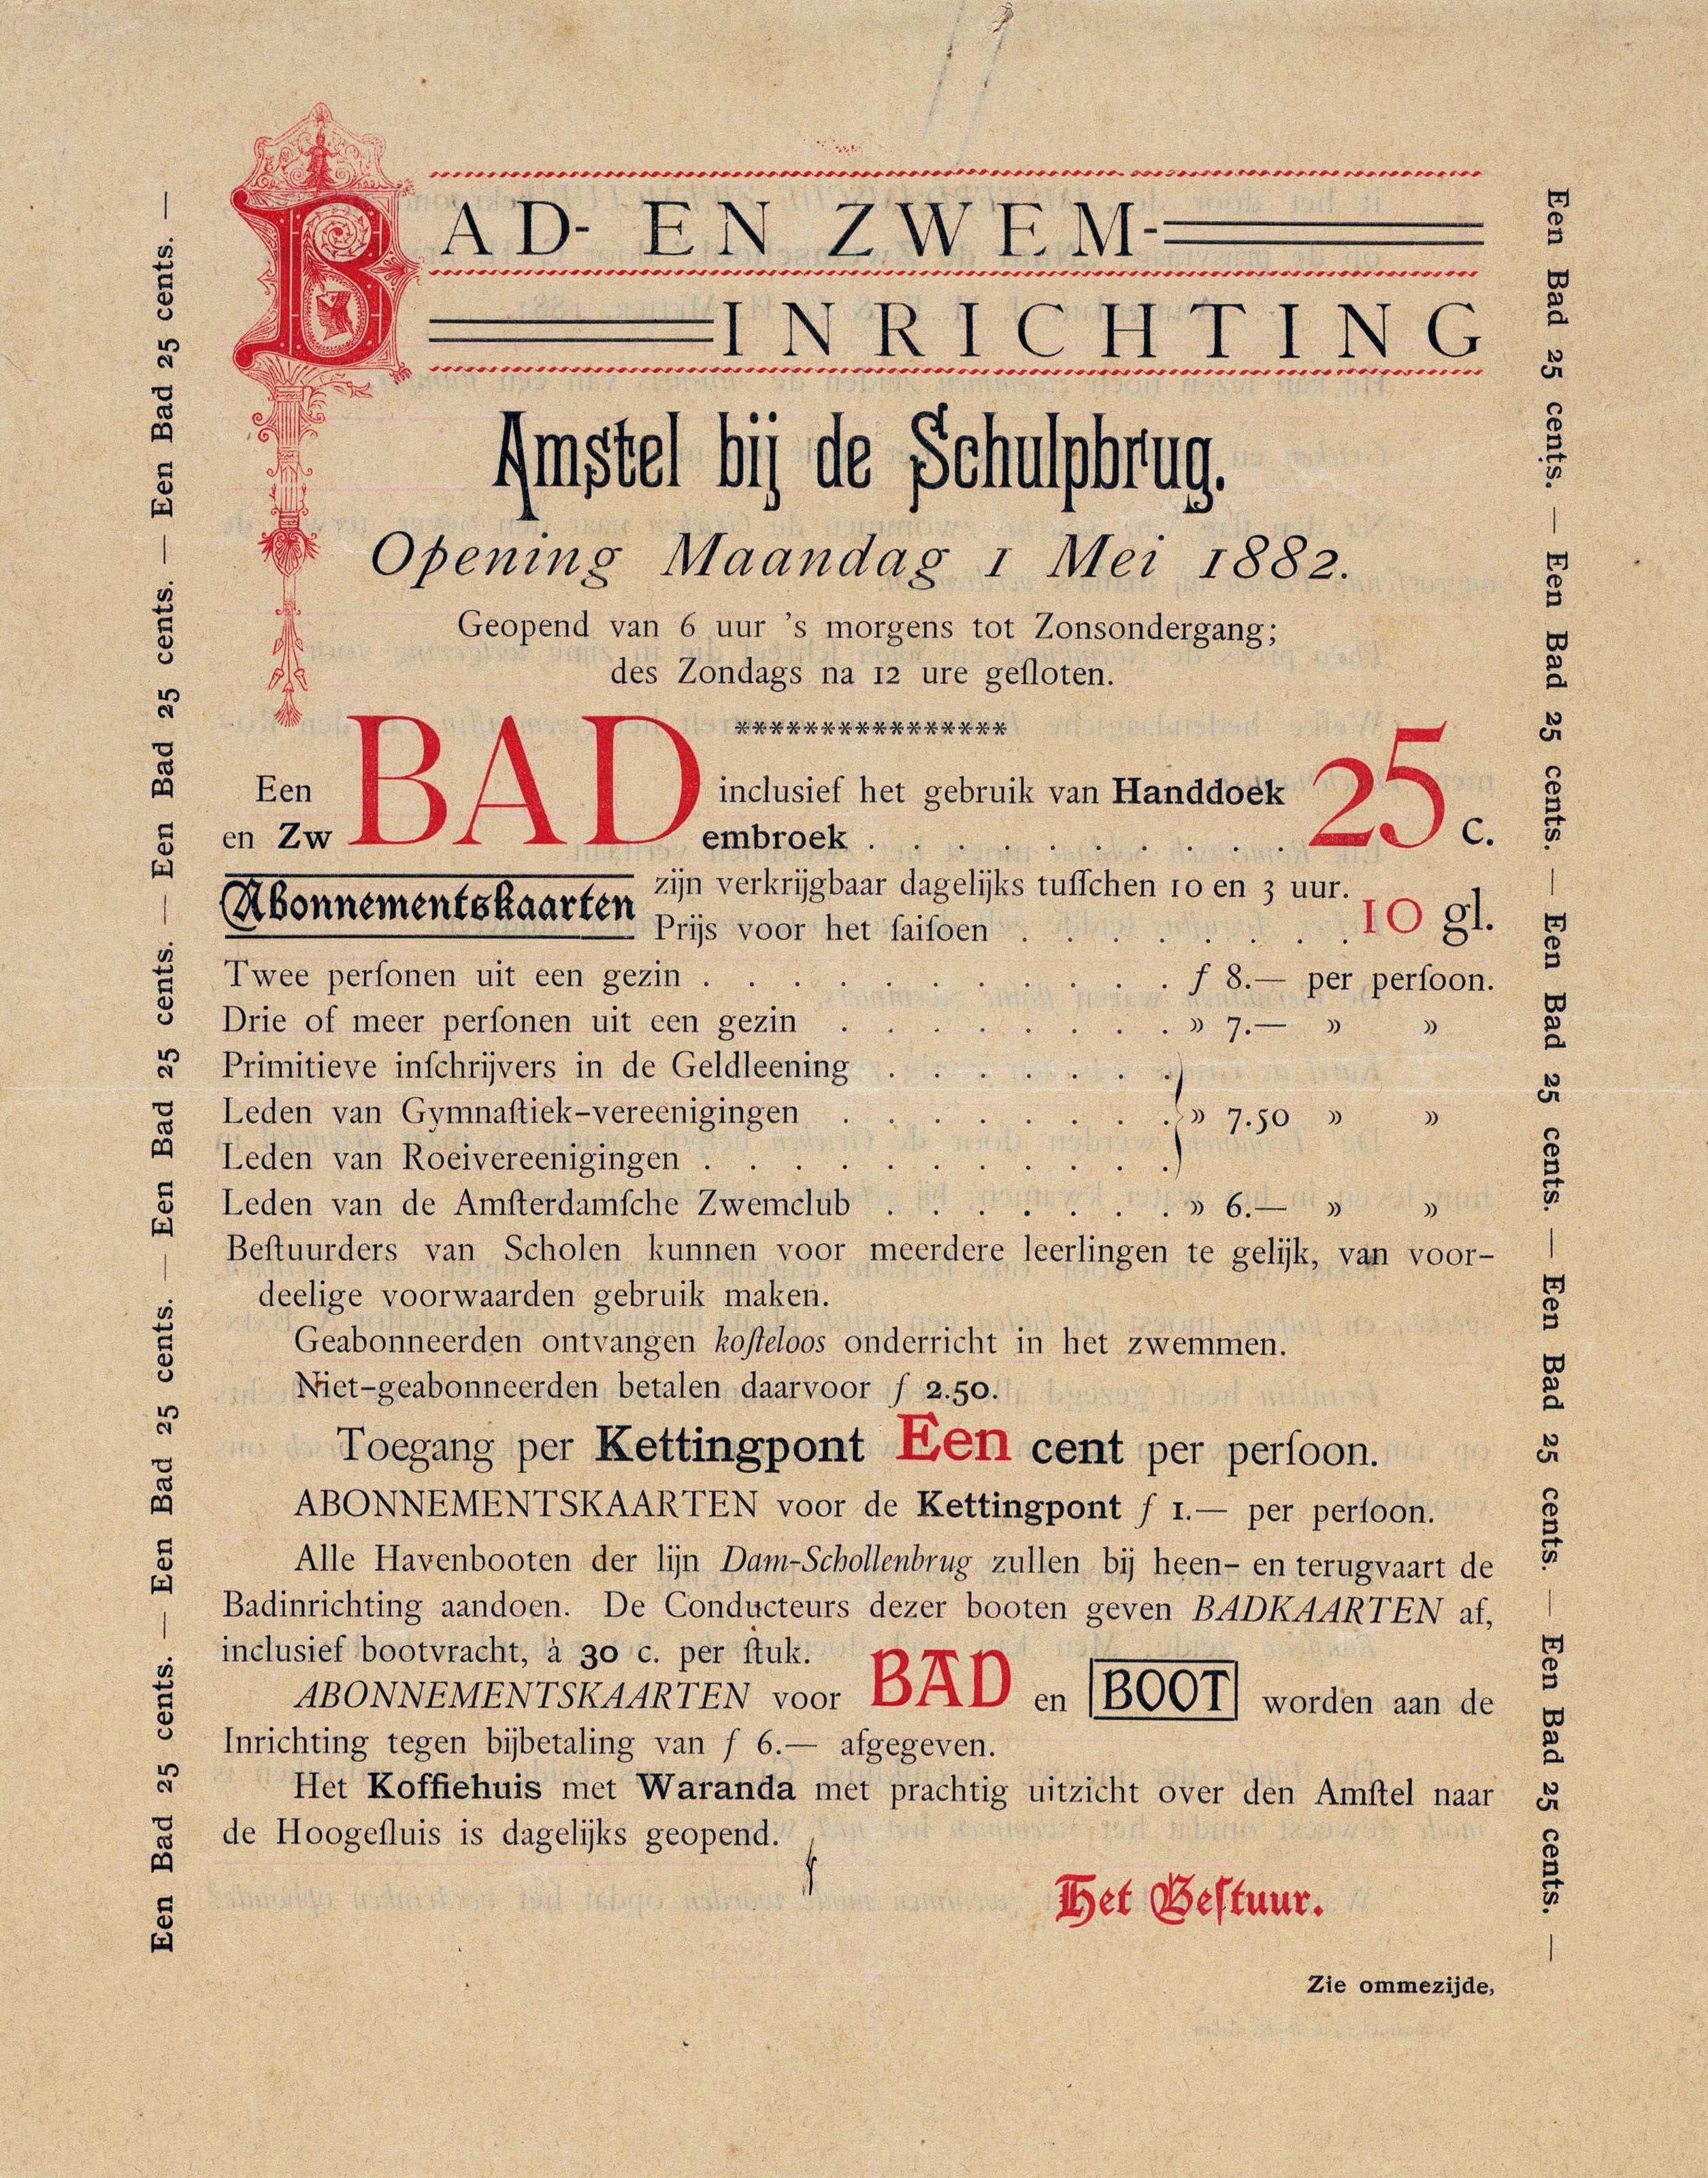 BAD- EN ZWEM-
INRICHTING
Amstel bij de Schulpbrug.
Opening Maandag 1 Mei 1882.
Geopend van 6 uur 's morgens tot Zonsondergang;
des Zondags na 12 ure geſloten.
****************
Een BAD inclusief het gebruik van Handdoek 25 c.
en Zwembroek . . . . . . . . . .
Abonnementskaarten zijn verkrijgbaar dagelijks tuſſchen 10 en 3 uur.
Prijs voor het ſaiſoen . . . . . . . . 10 gl.
Twee perſonen uit een gezin . . . . . . . . . . . ƒ 8.— per perſoon.
Drie of meer perſonen uit een gezin . . . . . . . . » 7.— » »
Primitieve inſchrijvers in de Geldleening . . . . . . .
Leden van Gymnaſtiek-vereenigingen . . . . . . . . » 7.50 » »
Leden van Roeivereenigingen . . . . . . . . . . .
Leden van de Amſterdamſche Zwemclub . . . . . . . » 6.— » »
Beſtuurders van Scholen kunnen voor meerdere leerlingen te gelijk, van voor-
deelige voorwaarden gebruik maken.
Geabonneerden ontvangen koſteloos onderricht in het zwemmen.
Niet-geabonneerden betalen daarvoor ƒ 2.50.
Toegang per Kettingpont Een cent per perſoon.
ABONNEMENTSKAARTEN voor de Kettingpont ƒ 1.— per perſoon.
Alle Havenbooten der lijn Dam-Schollenbrug zullen bij heen- en terugvaart de
Badinrichting aandoen. De Conducteurs dezer booten geven BADKAARTEN af,
inclusief bootvracht, à 30 c. per ſtuk.
ABONNEMENTSKAARTEN voor BAD en BOOT worden aan de
Inrichting tegen bijbetaling van ƒ 6.— afgegeven.
Het Koffiehuis met Waranda met prachtig uitzicht over den Amſtel naar
de Hoogeſluis is dagelijks geopend.
Het Beſtuur.
Zie ommezijde,
Een Bad 25 cents. — Een Bad 25 cents. — Een Bad 25 cents. — Een Bad 25 cents. — Een Bad 25 cents. —
Een Bad 25 cents. — Een Bad 25 cents. — Een Bad 25 cents. — Een Bad 25 cents. — Een Bad 25 cents. —